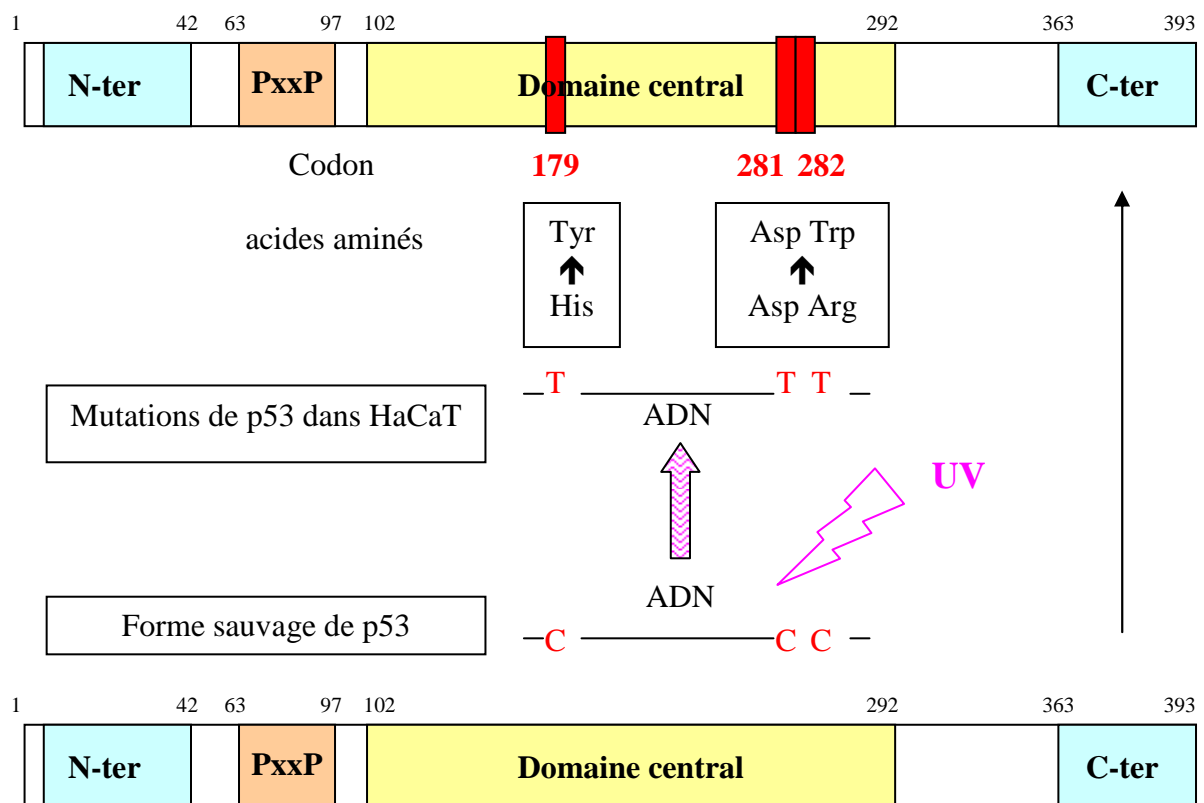 1 42 63 97 102 292 363 393
N-ter PxxP Domaine central C-ter
Codon 179 281 282
acides aminés Tyr Asp Trp
His Asp Arg
T T T
Mutations de p53 dans HaCaT ADN
UV
ADN
Forme sauvage de p53
C C C
1 42 63 97 102 292 363 393
N-ter PxxP Domaine central C-ter